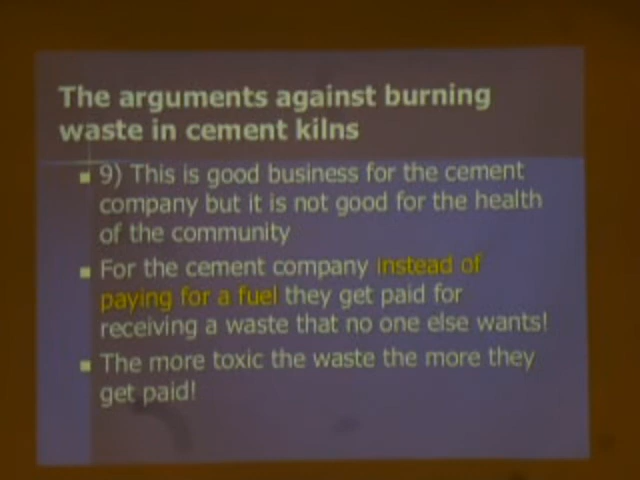 The arguments against burning
waste in cement kilns
9) This is good business for the cement
company but it is not good for the health
of the community
For the cement company instead of
paying for a fuel they get paid for
receiving a waste that no one else wants!
The more toxic the waste the more they
get paid!